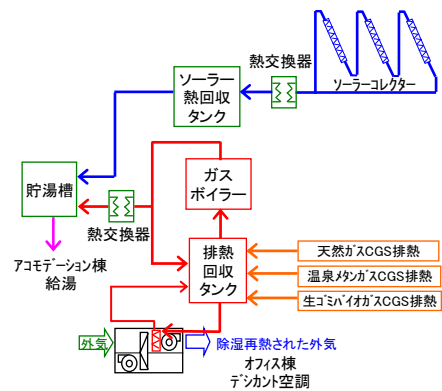 熱交換器
ソーラーコレクター
ソーラー
熱回収
タンク
ガス
ボイラー
貯湯槽
熱交換器
アコモデーション棟
給湯
排熱
回収
タンク
天然ガスCGS排熱
温泉メタンガスCGS排熱
生ゴミバイオガスCGS排熱
外気
除湿再熱された外気
オフィス棟
デシカント空調